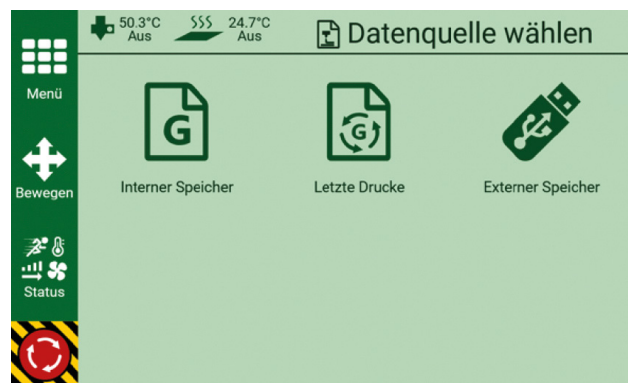 50.3°C
Aus
24.7°C
Aus
Datenquelle wählen
Menü
Bewegen
Status
G
Interner Speicher
G
Letzte Drucke
Externer Speicher